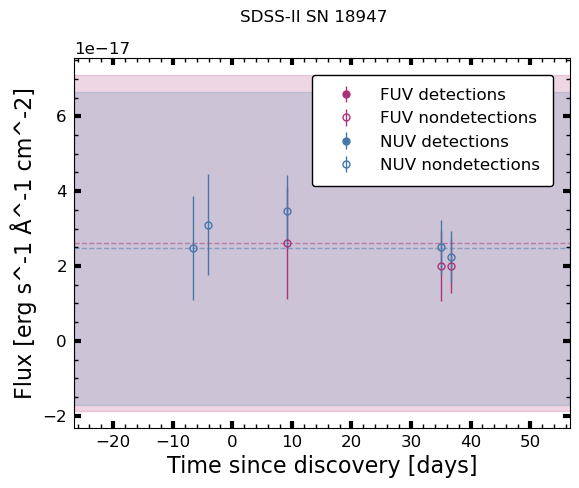 SDSS-II SN 18947
1e−17
FUV detections
FUV nondetections
NUV detections
NUV nondetections
6
4
2
0
−2
Flux [erg s^-1 Å^-1 cm^-2]
−20 −10 0 10 20 30 40 50
Time since discovery [days]